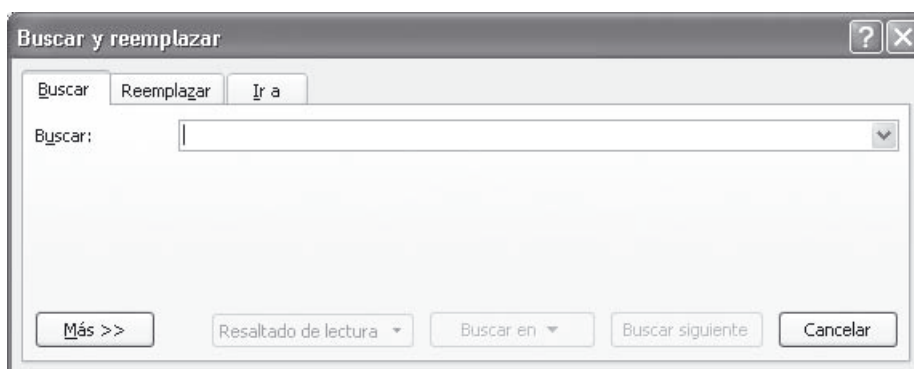 Buscar y reemplazar
Buscar Reemplazar Ir a
Buscar:
Más >> Resaltado de lectura Buscar en Buscar siguiente Cancelar